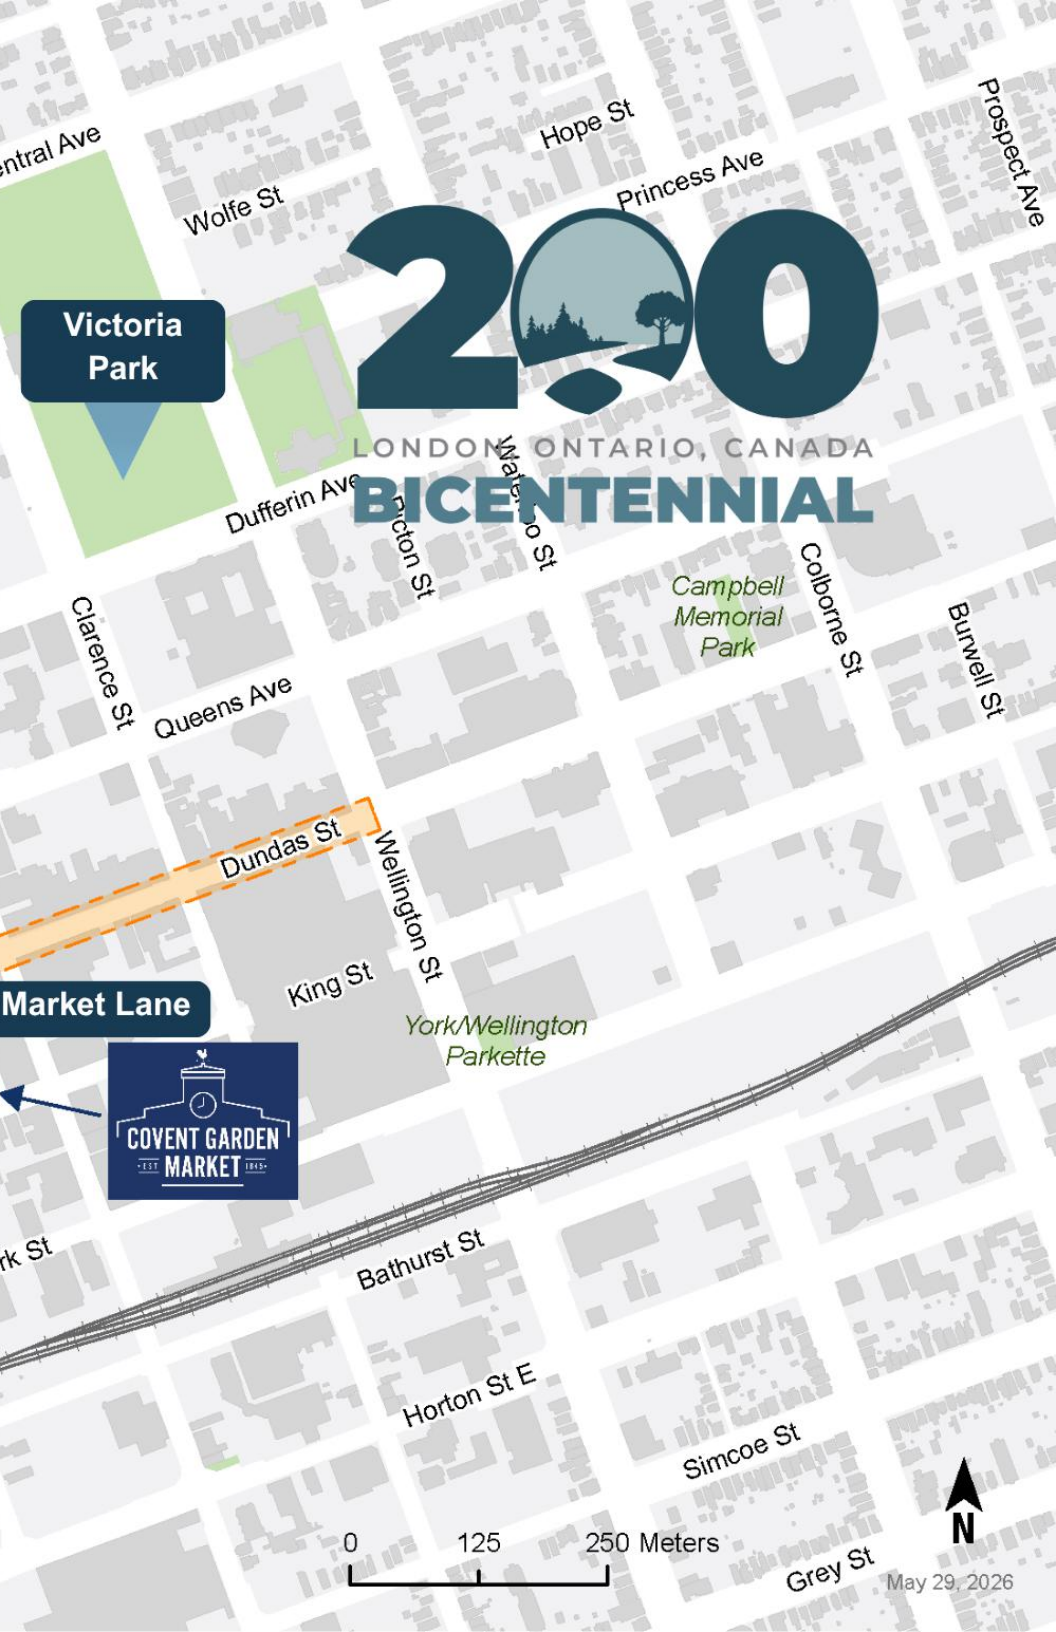 Prospect Ave
Hope St
entral Ave
Princess Ave
Wolfe St
200
Victoria
Park
LONDON, ONTARIO, CANADA
BICENTENNIAL
Waterloo St
Dufferin Ave
Picton St
Colborne St
Campbell
Memorial
Park
Clarence St
Burwell St
Queens Ave
Dundas St
Wellington St
King St
Market Lane
York/Wellington
Parkette
COVENT GARDEN
EST MARKET 1845
rk St
Bathurst St
Horton St E
Simcoe St
N
0 125 250 Meters
Grey St
May 29, 2026